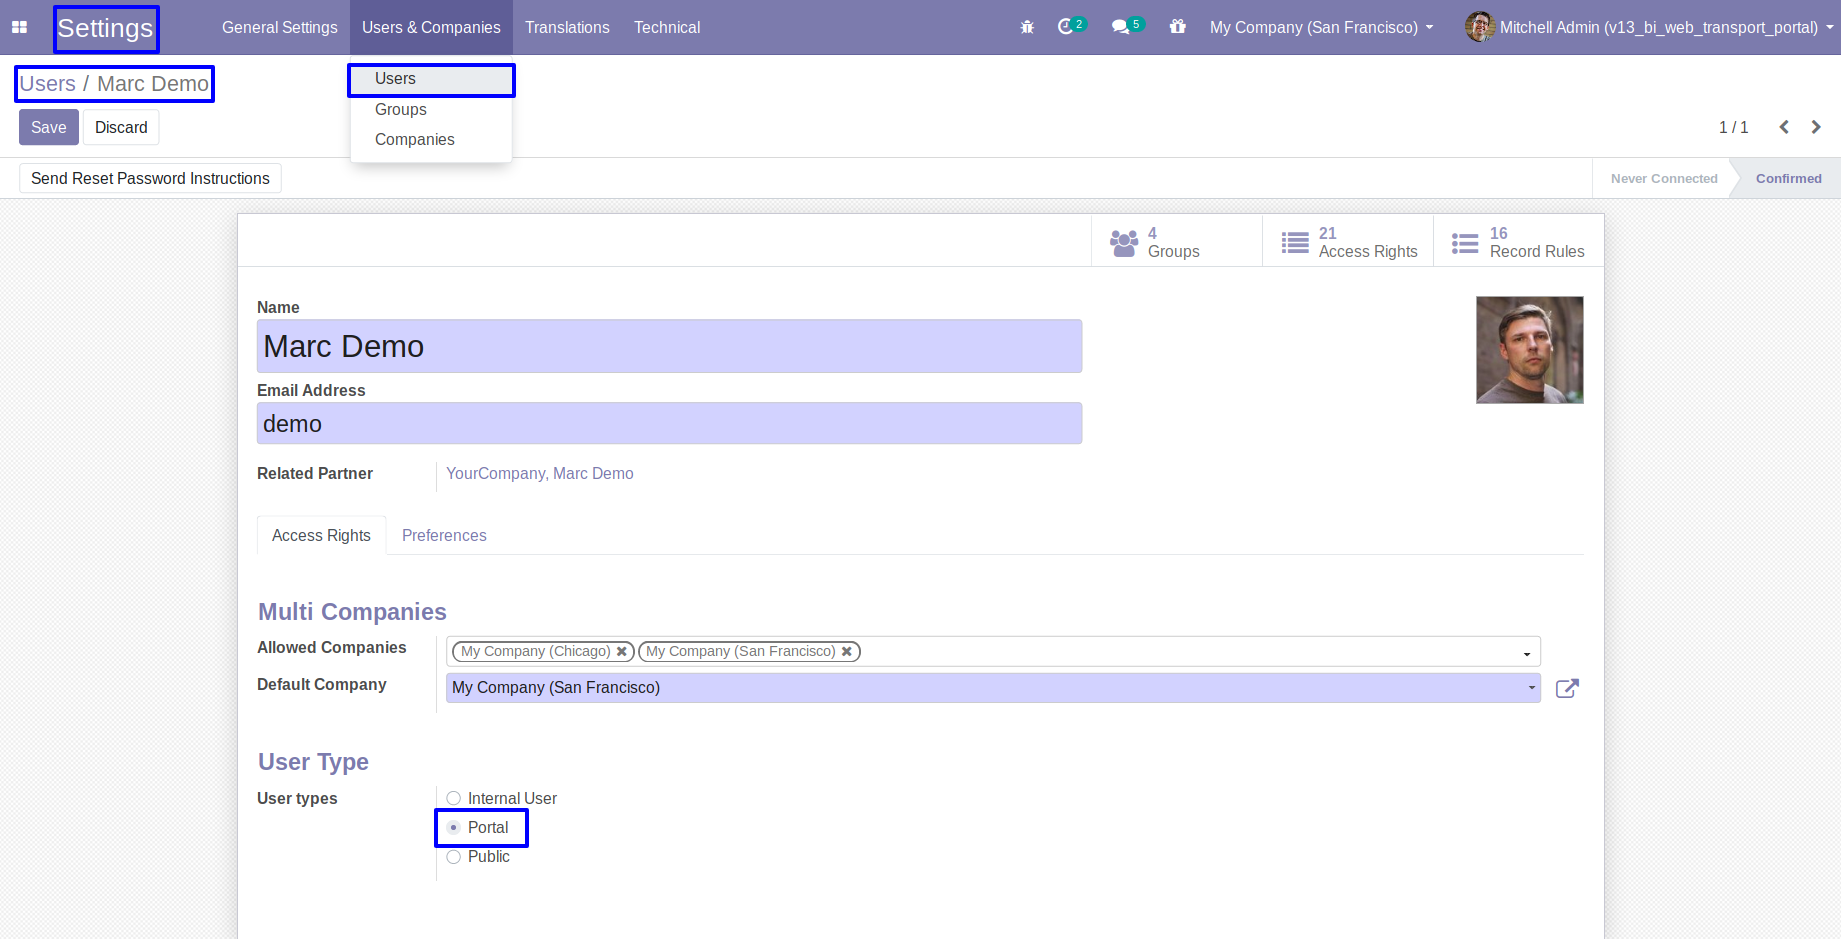 Settings General Settings Users & Companies Translations Technical 2 5 My Company (San Francisco) Mitchell Admin (v13_bi_web_transport_portal)
Users / Marc Demo
Users
Groups
Companies
Save Discard
1 / 1
Send Reset Password Instructions
Never Connected Confirmed
4 Groups
21 Access Rights
16 Record Rules
Name
Marc Demo
Email Address
demo
Related Partner YourCompany, Marc Demo
Access Rights Preferences
Multi Companies
Allowed Companies My Company (Chicago) My Company (San Francisco)
Default Company My Company (San Francisco)
User Type
User types Internal User
Portal
Public